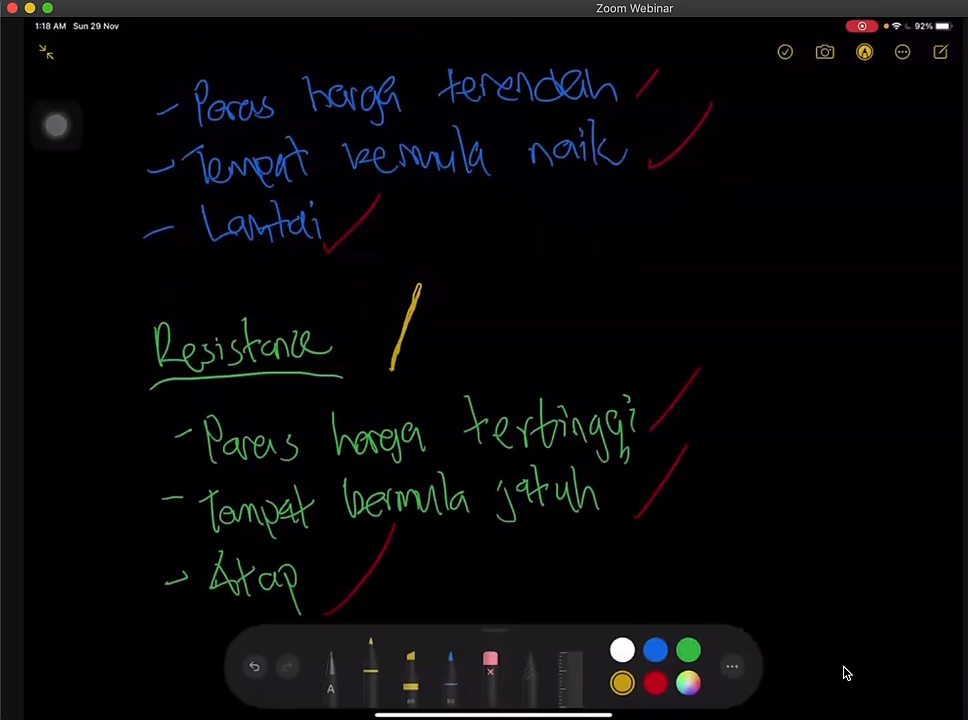 Zoom Webinar
1:18 AM Sun 29 Nov
92%
- Paras harga terendah
- Tempat bermula naik
- Lantai
Resistance
- Paras harga tertinggi
- Tempat bermula jatuh
- Atap
A